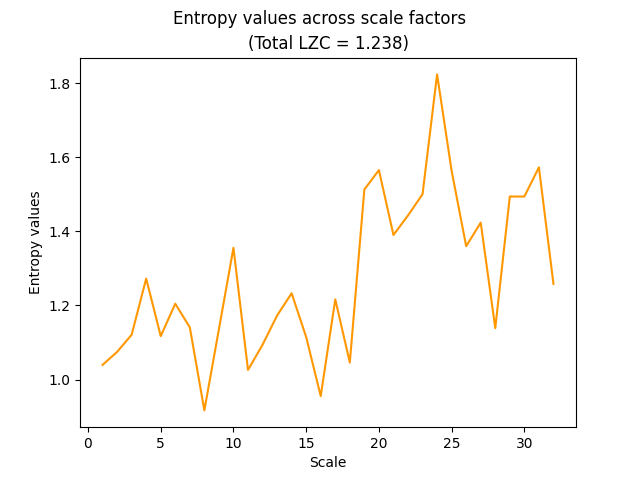 Entropy values across scale factors
(Total LZC = 1.238)
1.8
1.6
1.4
1.2
1.0
Entropy values
0 5 10 15 20 25 30
Scale